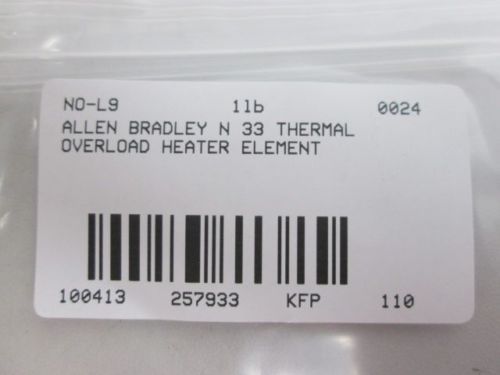 NO-L9 1lb 0024
ALLEN BRADLEY N 33 THERMAL
OVERLOAD HEATER ELEMENT
100413 257933 KFP 110